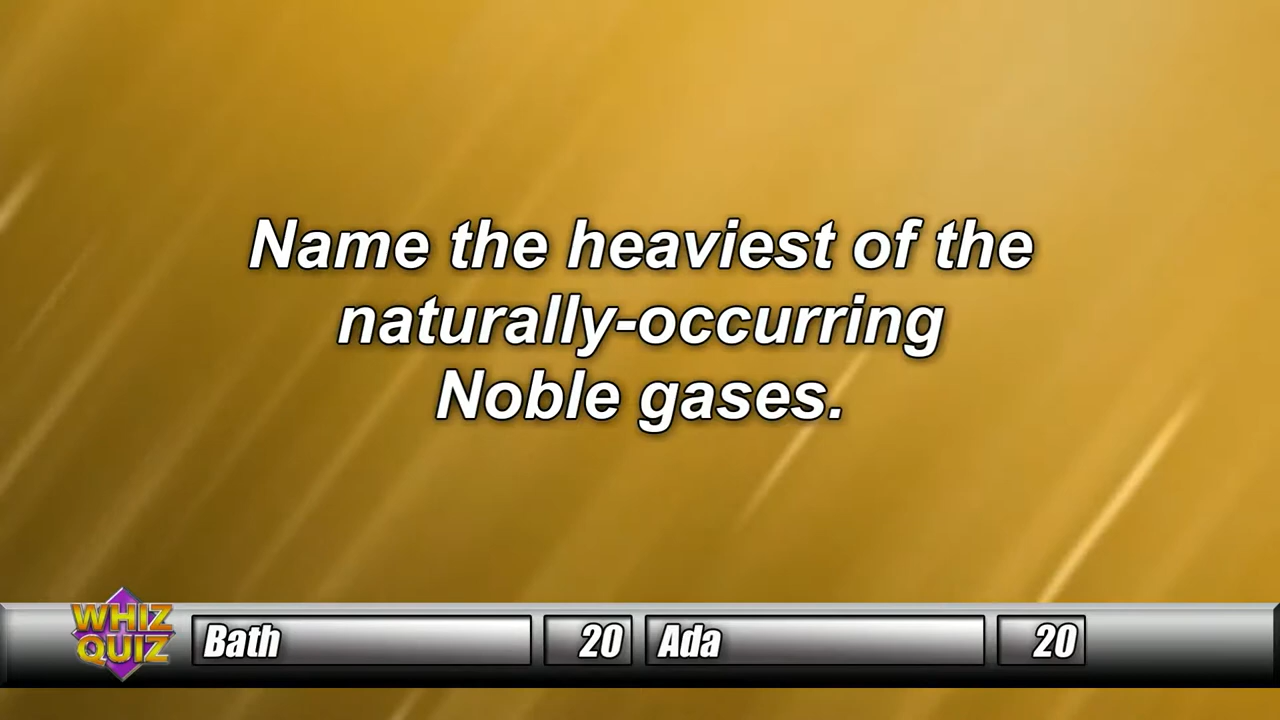 Name the heaviest of the
naturally-occurring
Noble gases.
WHIZ
QUIZ
Bath 20 Ada 20